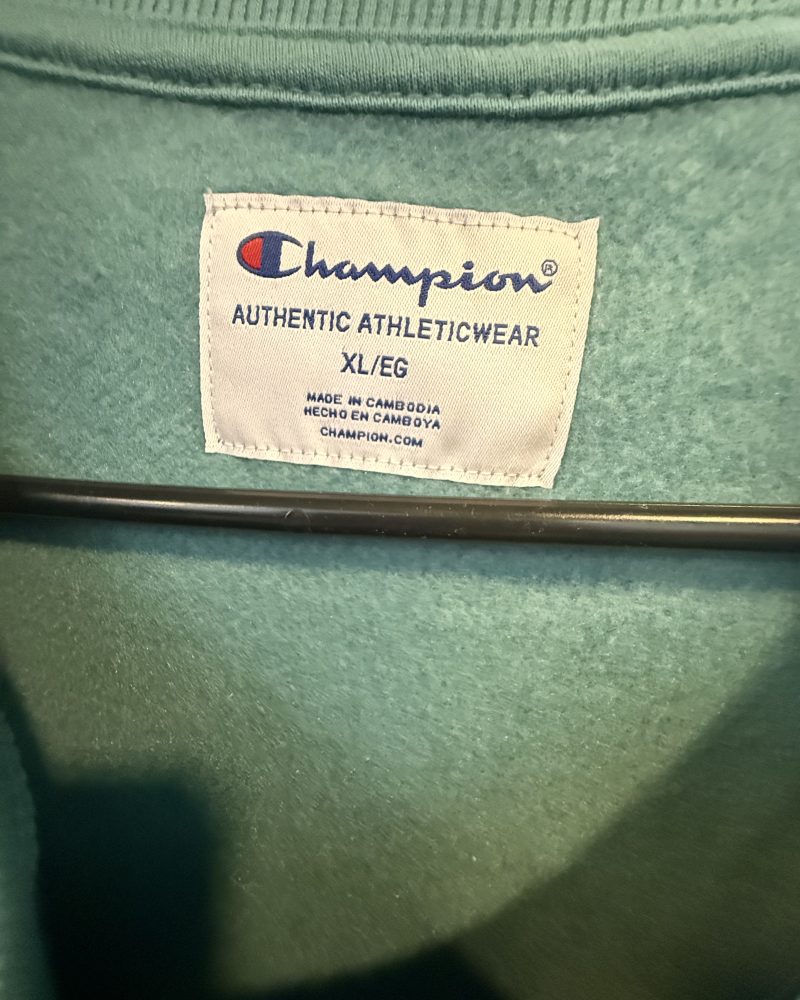 Champion®
AUTHENTIC ATHLETICWEAR
XL/EG
MADE IN CAMBODIA
HECHO EN CAMBOYA
CHAMPION.COM